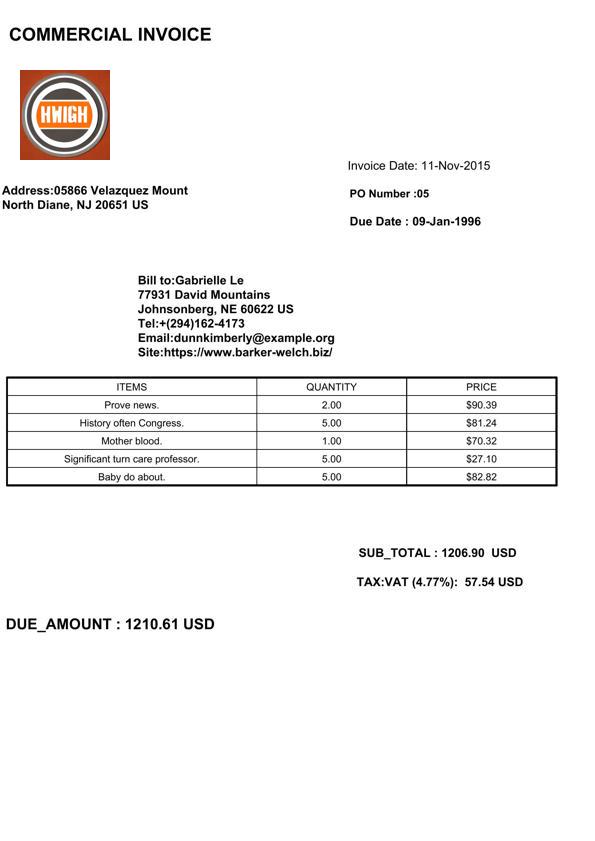 COMMERCIAL INVOICE
HWIGH
Invoice Date: 11-Nov-2015
Address:05866 Velazquez Mount
North Diane, NJ 20651 US
PO Number :05
Due Date : 09-Jan-1996
Bill to:Gabrielle Le
77931 David Mountains
Johnsonberg, NE 60622 US
Tel:+(294)162-4173
Email:dunnkimberly@example.org
Site:https://www.barker-welch.biz/
ITEMS QUANTITY PRICE
Prove news. 2.00 $90.39
History often Congress. 5.00 $81.24
Mother blood. 1.00 $70.32
Significant turn care professor. 5.00 $27.10
Baby do about. 5.00 $82.82
SUB_TOTAL : 1206.90 USD
TAX:VAT (4.77%): 57.54 USD
DUE_AMOUNT : 1210.61 USD